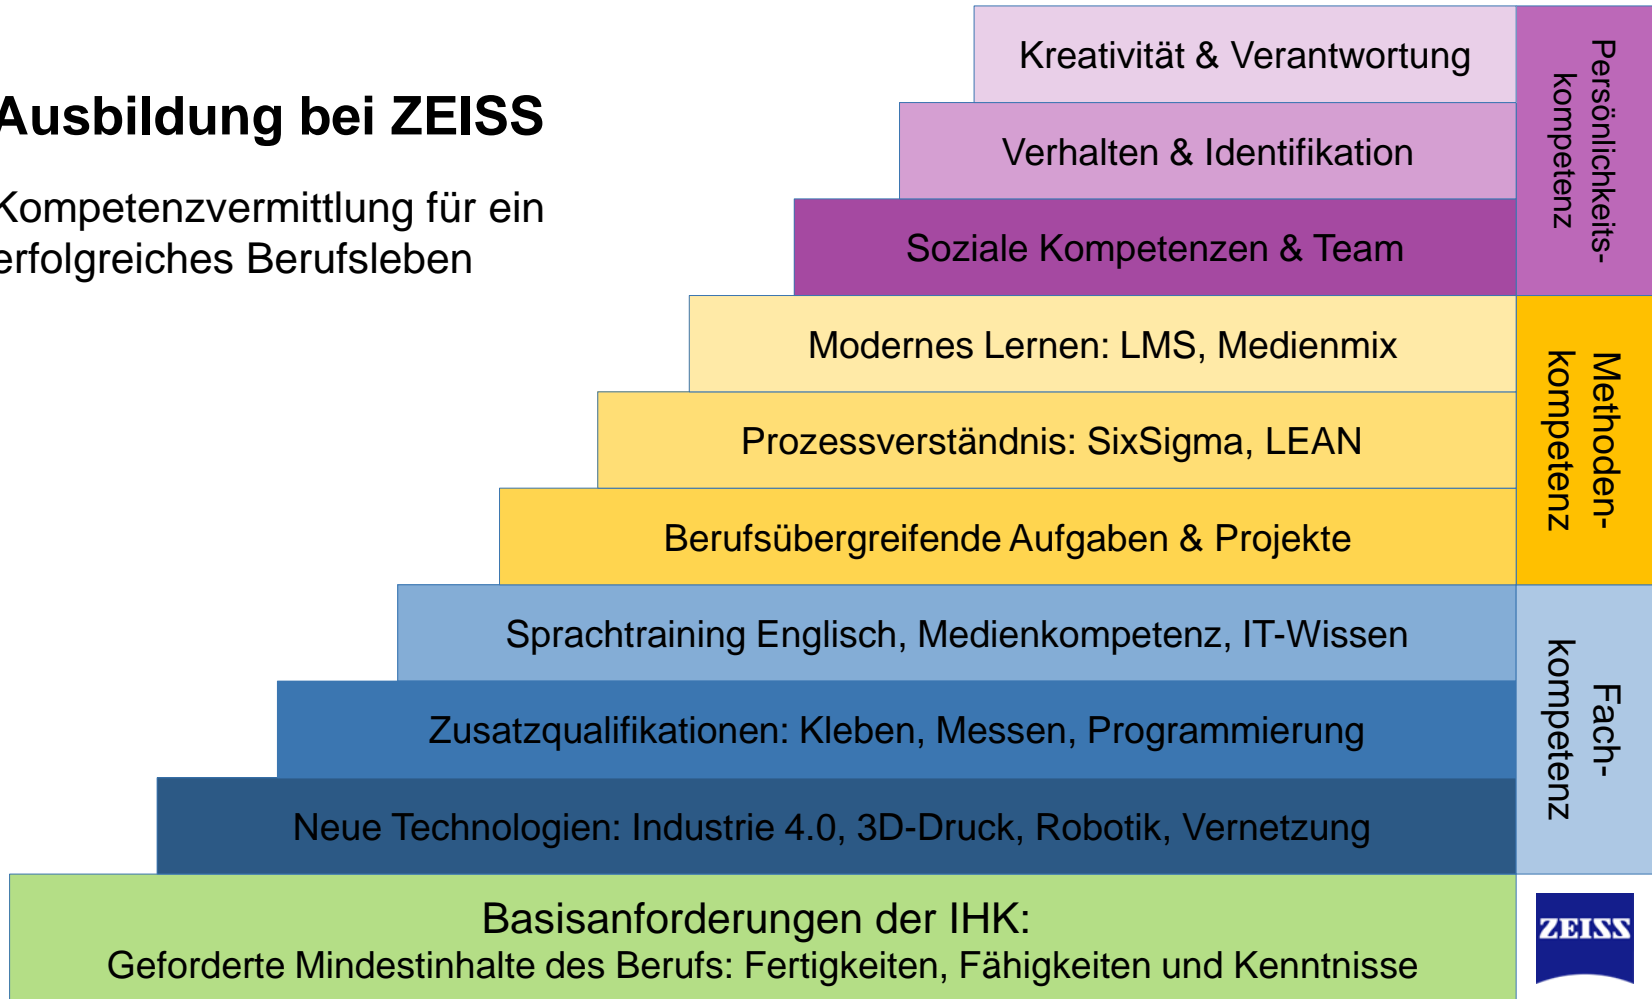 Ausbildung bei ZEISS
Kompetenzvermittlung für ein
erfolgreiches Berufsleben
Kreativität & Verantwortung
Verhalten & Identifikation
Soziale Kompetenzen & Team
Persönlichkeits-
kompetenz
Modernes Lernen: LMS, Medienmix
Prozessverständnis: SixSigma, LEAN
Berufsübergreifende Aufgaben & Projekte
Methoden-
kompetenz
Sprachtraining Englisch, Medienkompetenz, IT-Wissen
Zusatzqualifikationen: Kleben, Messen, Programmierung
Neue Technologien: Industrie 4.0, 3D-Druck, Robotik, Vernetzung
Fach-
kompetenz
Basisanforderungen der IHK:
Geforderte Mindestinhalte des Berufs: Fertigkeiten, Fähigkeiten und Kenntnisse
ZEISS